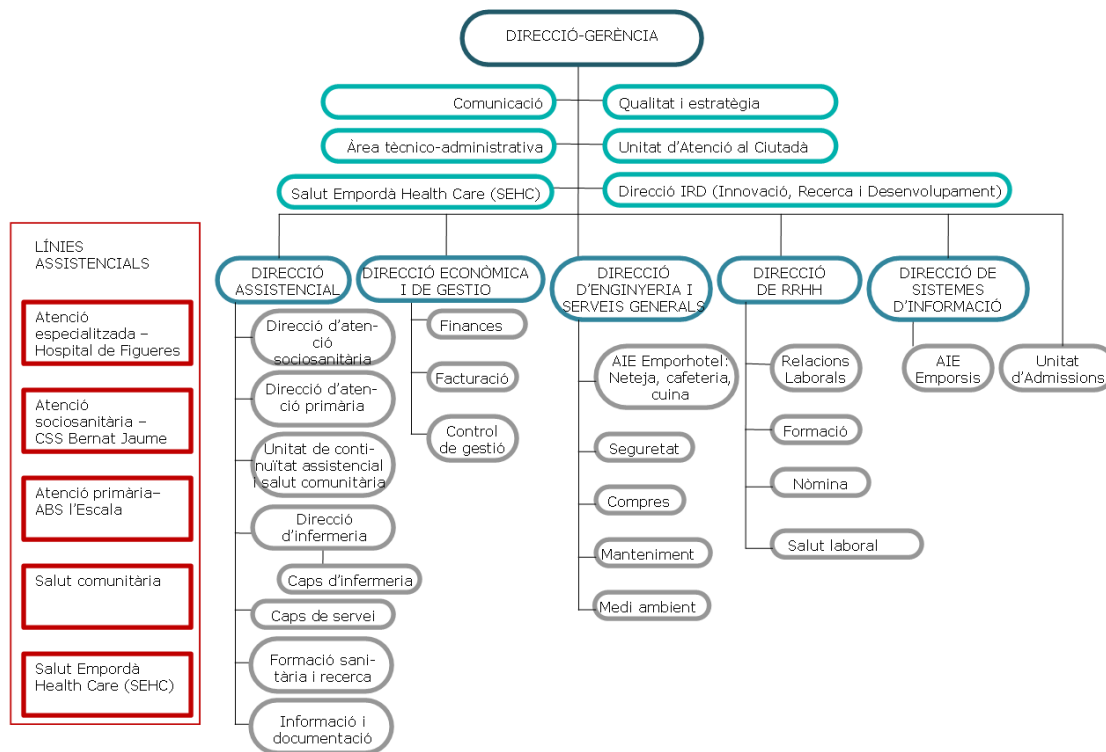 DIRECCIÓ-GERÈNCIA
Comunicació
Qualitat i estratègia
Àrea tècnico-administrativa
Unitat d'Atenció al Ciutadà
Salut Empordà Health Care (SEHC)
Direcció IRD (Innovació, Recerca i Desenvolupament)
LÍNIES
ASSISTENCIALS
Atenció
especialitzada –
Hospital de Figueres
Atenció
sociosanitària –
CSS Bernat Jaume
Atenció primària–
ABS l'Escala
Salut comunitària
Salut Empordà
Health Care (SEHC)
DIRECCIÓ
ASSISTENCIAL
Direcció d'aten-
ció sociosanitària
Direcció d'aten-
ció primària
Unitat de conti-
nuïtat assistencial
i salut comunitària
Direcció
d'infermeria
Caps d'infermeria
Caps de servei
Formació sani-
tària i recerca
Informació i
documentació
DIRECCIÓ ECONÒMICA
I DE GESTIO
Finances
Facturació
Control
de gestió
DIRECCIÓ
D'ENGINYERIA I
SERVEIS GENERALS
AIE Emporhotel:
Neteja, cafeteria,
cuina
Seguretat
Compres
Manteniment
Medi ambient
DIRECCIÓ
DE RRHH
Relacions
Laborals
Formació
Nòmina
Salut laboral
DIRECCIÓ DE
SISTEMES
D'INFORMACIÓ
AIE
Emporsis
Unitat
d'Admissions